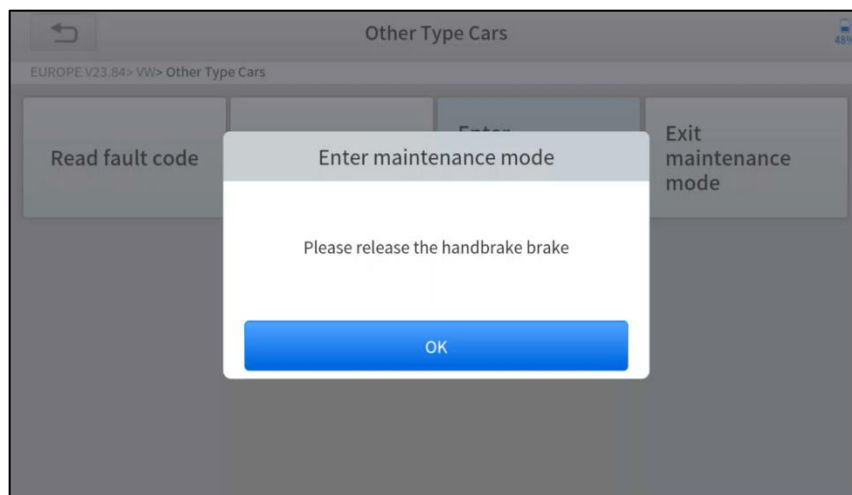 Other Type Cars
48%
EUROPE V23.84> VW> Other Type Cars
Read fault code
Enter
Exit
maintenance
mode
Enter maintenance mode
Please release the handbrake brake
OK